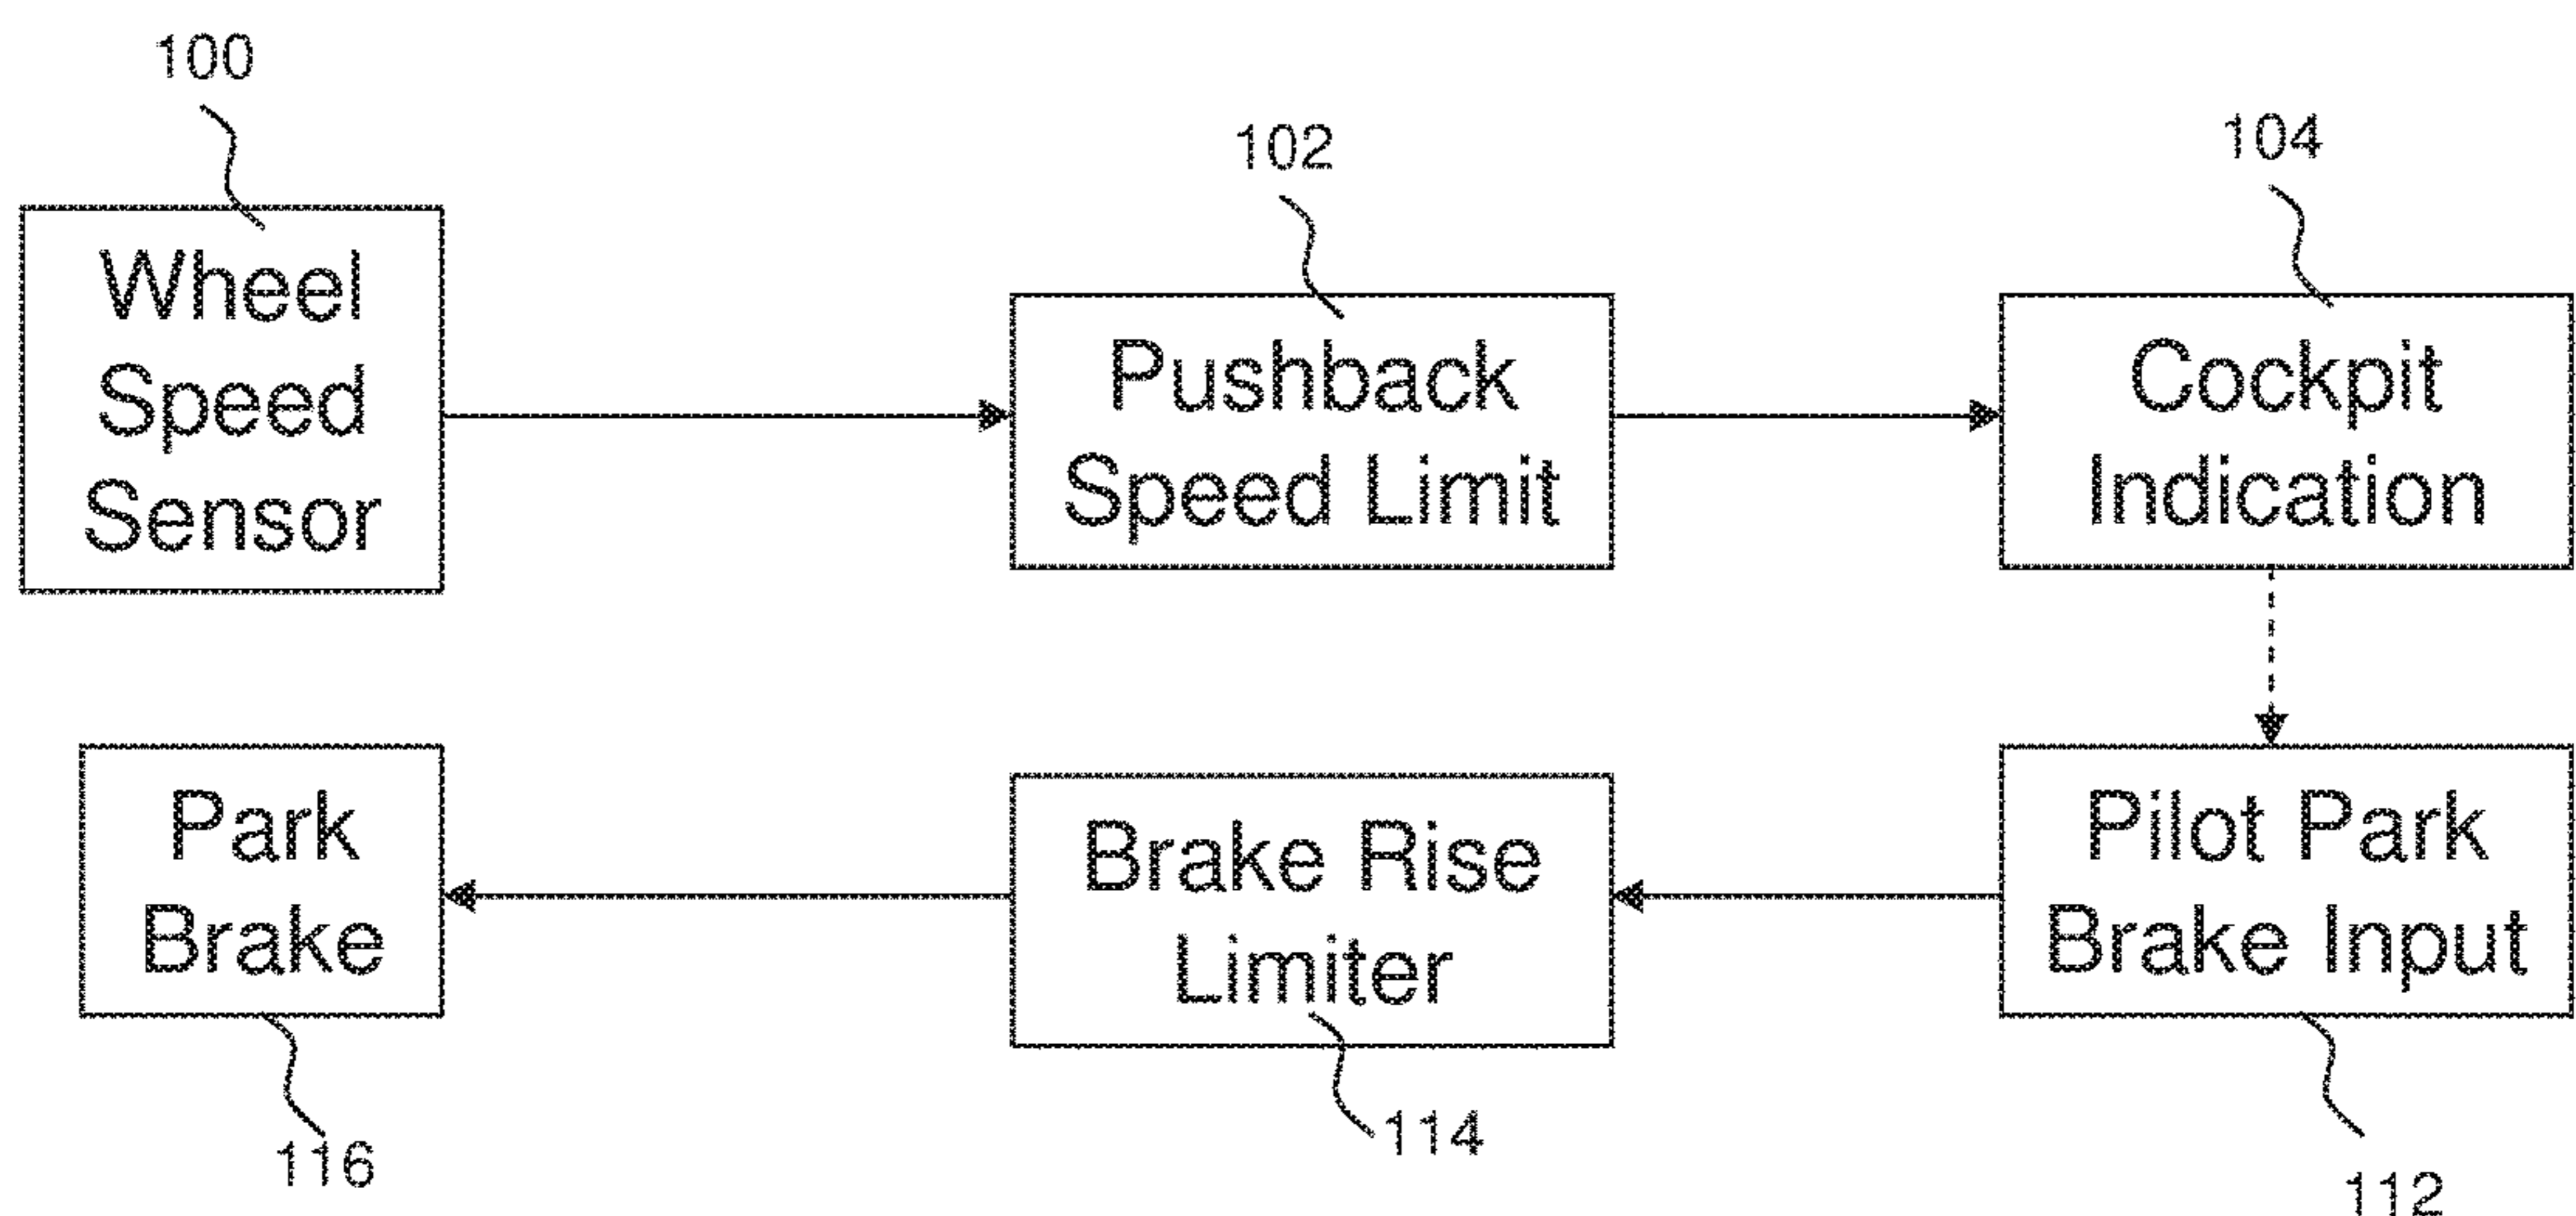 100
102
104
Wheel
Speed
Sensor
Pushback
Speed Limit
Cockpit
Indication
Park
Brake
Brake Rise
Limiter
Pilot Park
Brake Input
116
114
112